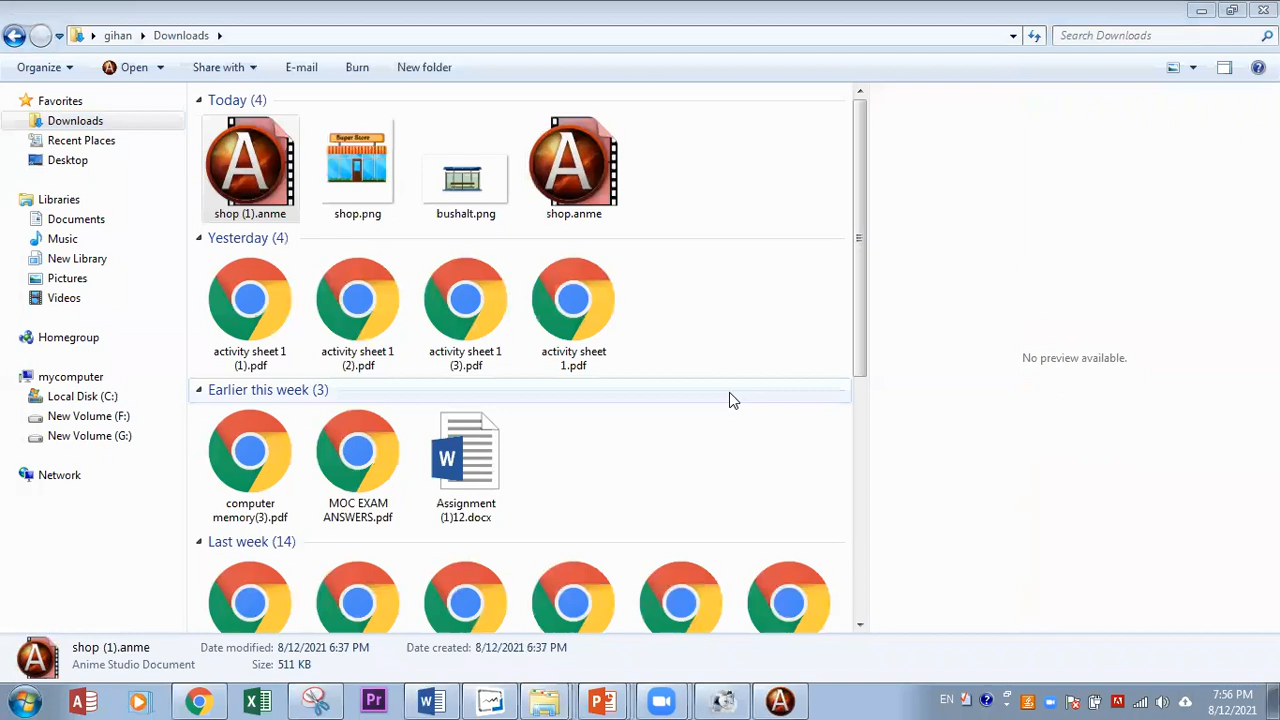 gihan Downloads
Search Downloads
Organize Open Share with E-mail Burn New folder
Favorites
Downloads
Recent Places
Desktop
Libraries
Documents
Music
New Library
Pictures
Videos
Homegroup
mycomputer
Local Disk (C:)
New Volume (F:)
New Volume (G:)
Network
Today (4)
A
Super Store
A
shop (1).anme
shop.png
bushalt.png
shop.anme
Yesterday (4)
activity sheet 1
(1).pdf
activity sheet 1
(2).pdf
activity sheet 1
(3).pdf
activity sheet
1.pdf
Earlier this week (3)
W
computer
memory(3).pdf
MOC EXAM
ANSWERS.pdf
Assignment
(1)12.docx
Last week (14)
No preview available.
A
shop (1).anme
Anime Studio Document
Date modified: 8/12/2021 6:37 PM
Size: 511 KB
Date created: 8/12/2021 6:37 PM
EN
7:56 PM
8/12/2021